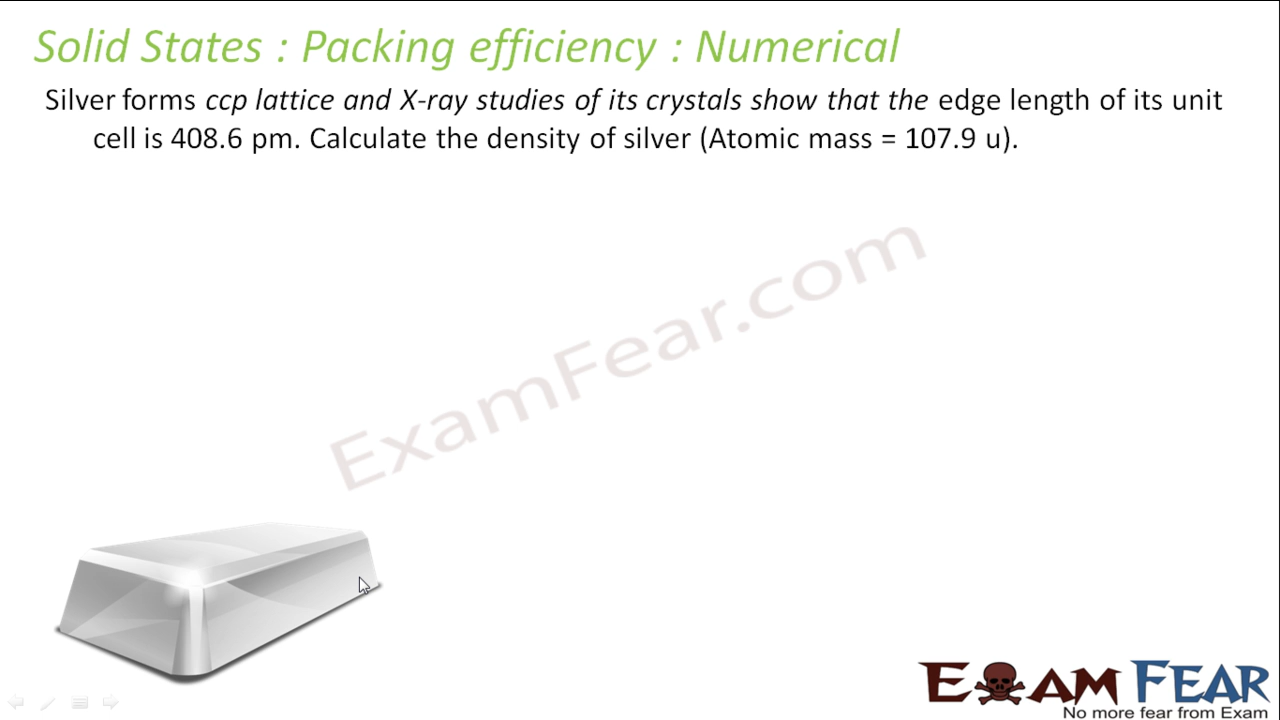 Solid States : Packing efficiency : Numerical
Silver forms ccp lattice and X-ray studies of its crystals show that the edge length of its unit
cell is 408.6 pm. Calculate the density of silver (Atomic mass = 107.9 u).
ExamFear.com
EXAM FEAR
No more fear from Exam